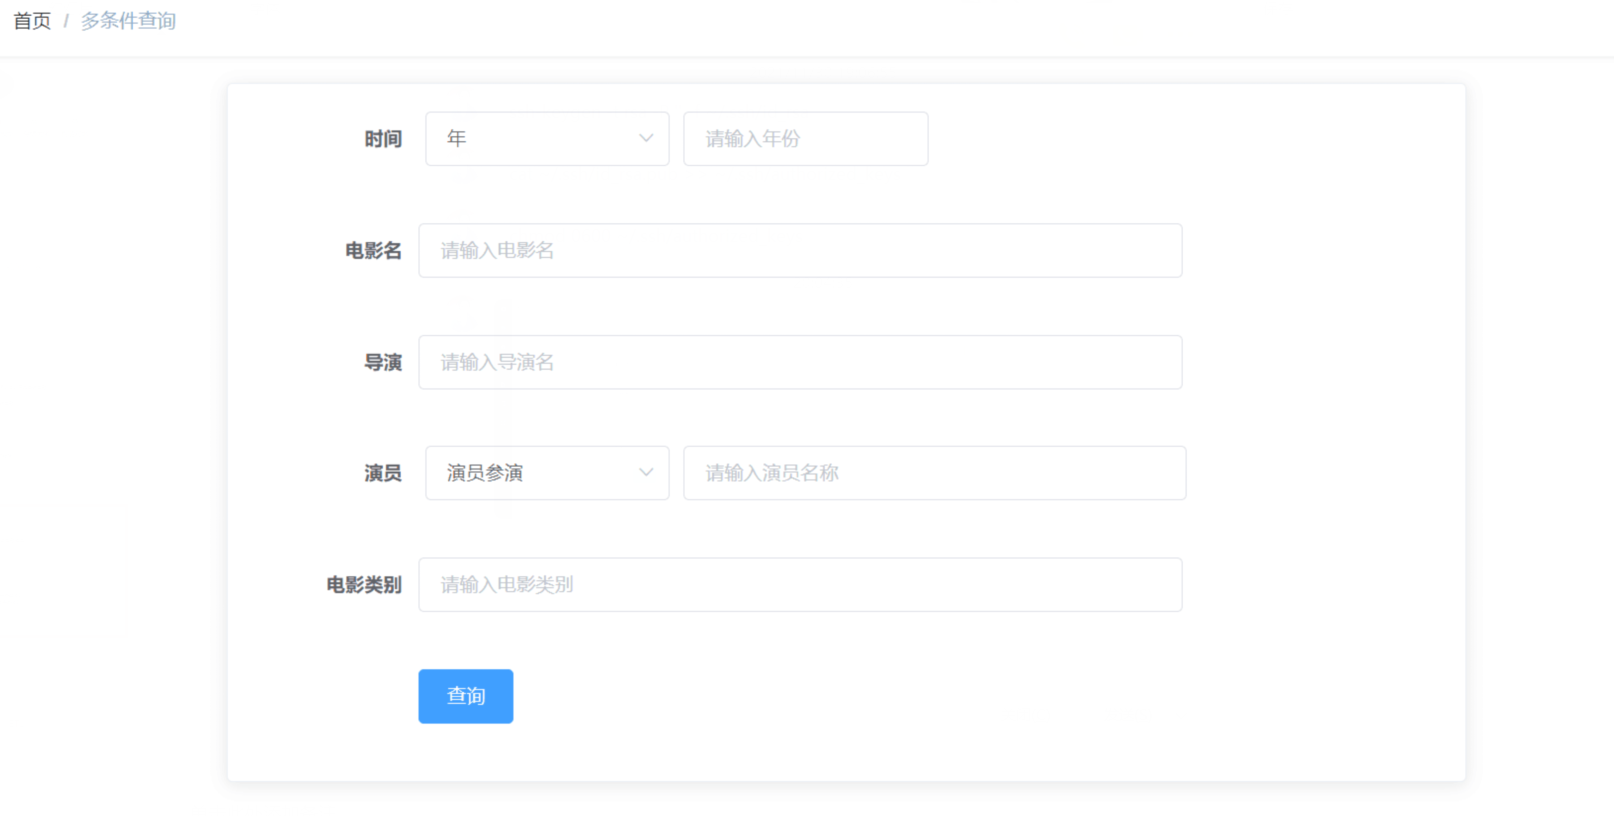 首页 / 多条件查询
时间 年 请输入年份
电影名 请输入电影名
导演 请输入导演名
演员 演员参演 请输入演员名称
电影类别 请输入电影类别
查询